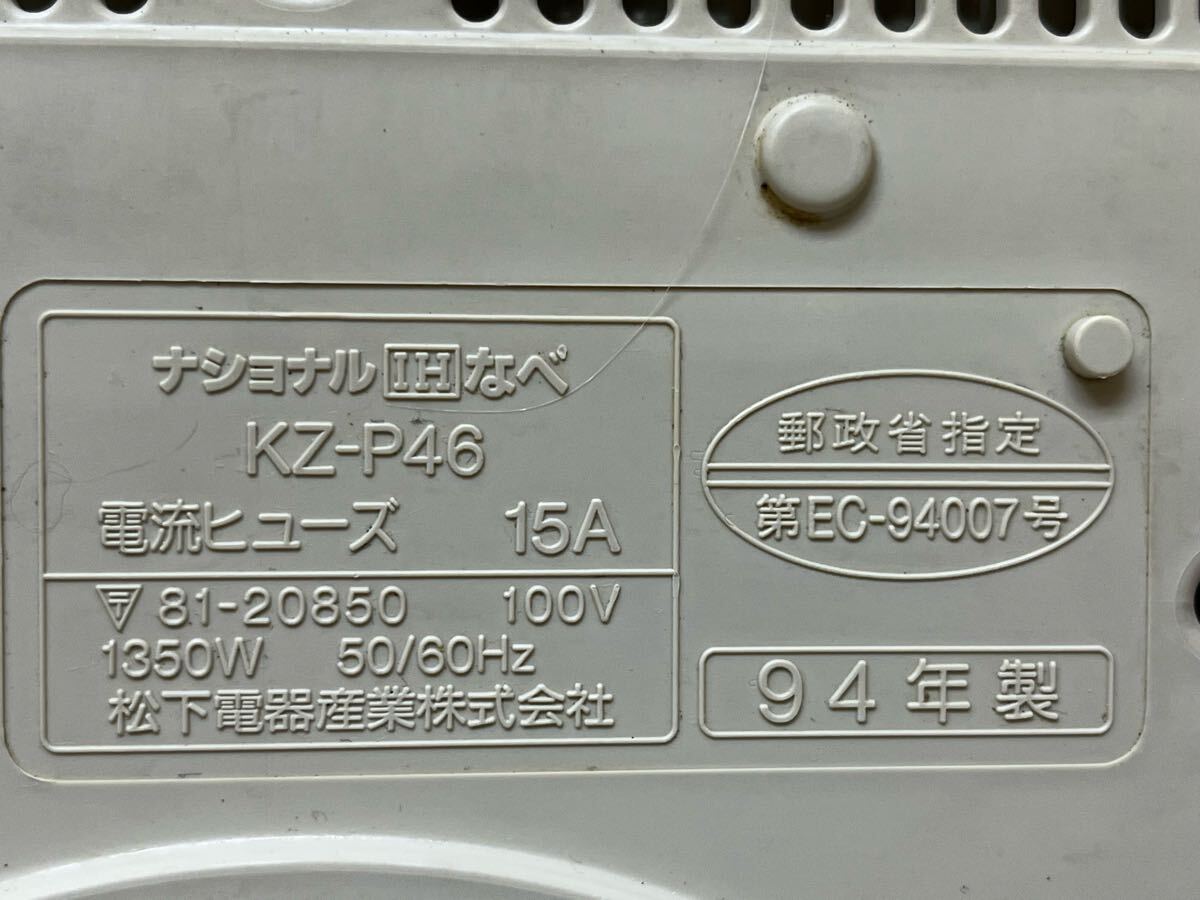 ナショナル IH なべ
KZ-P46
電流ヒューズ 15A
〒 81-20850 100V
1350W 50/60Hz
松下電器産業株式会社
郵政省指定
第EC-94007号
94年製